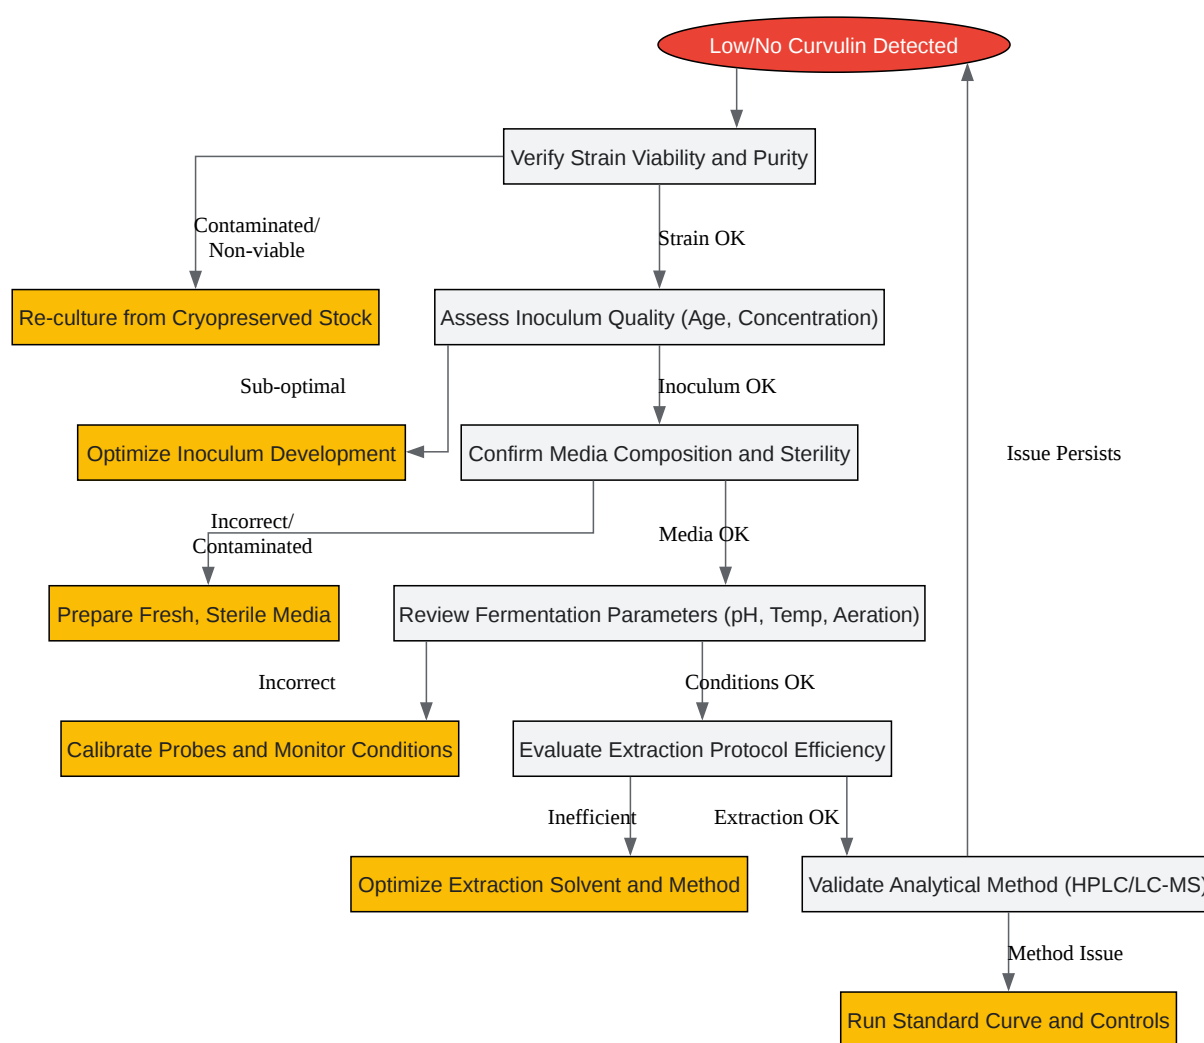 Low/No Curvulin Detected
Verify Strain Viability and Purity
Contaminated/
Non-viable
Strain OK
Re-culture from Cryopreserved Stock
Assess Inoculum Quality (Age, Concentration)
Sub-optimal
Inoculum OK
Optimize Inoculum Development
Confirm Media Composition and Sterility
Issue Persists
Incorrect/
Contaminated
Media OK
Prepare Fresh, Sterile Media
Review Fermentation Parameters (pH, Temp, Aeration)
Incorrect
Conditions OK
Calibrate Probes and Monitor Conditions
Evaluate Extraction Protocol Efficiency
Inefficient
Extraction OK
Optimize Extraction Solvent and Method
Validate Analytical Method (HPLC/LC-MS)
Method Issue
Run Standard Curve and Controls